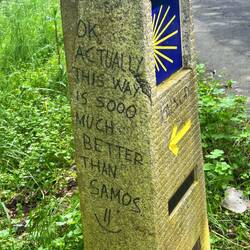 OK
ACTUALLY
THIS WAY
IS SOOO
MUCH
BETTER
THAN
SAMOS